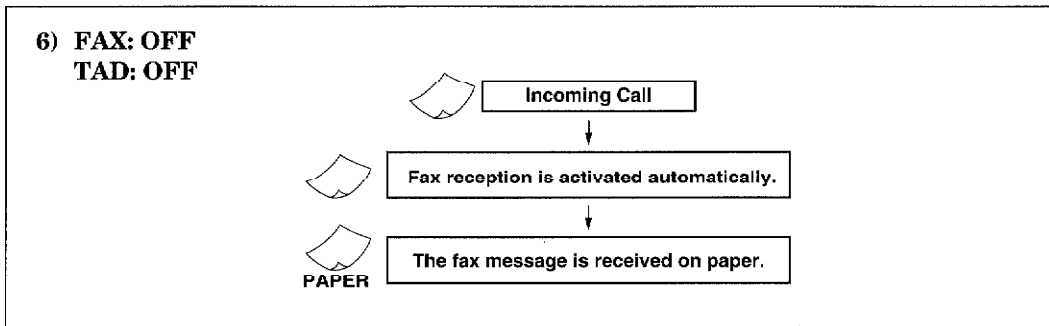 6) FAX: OFF
TAD: OFF
Incoming Call
Fax reception is activated automatically.
The fax message is received on paper.
PAPER